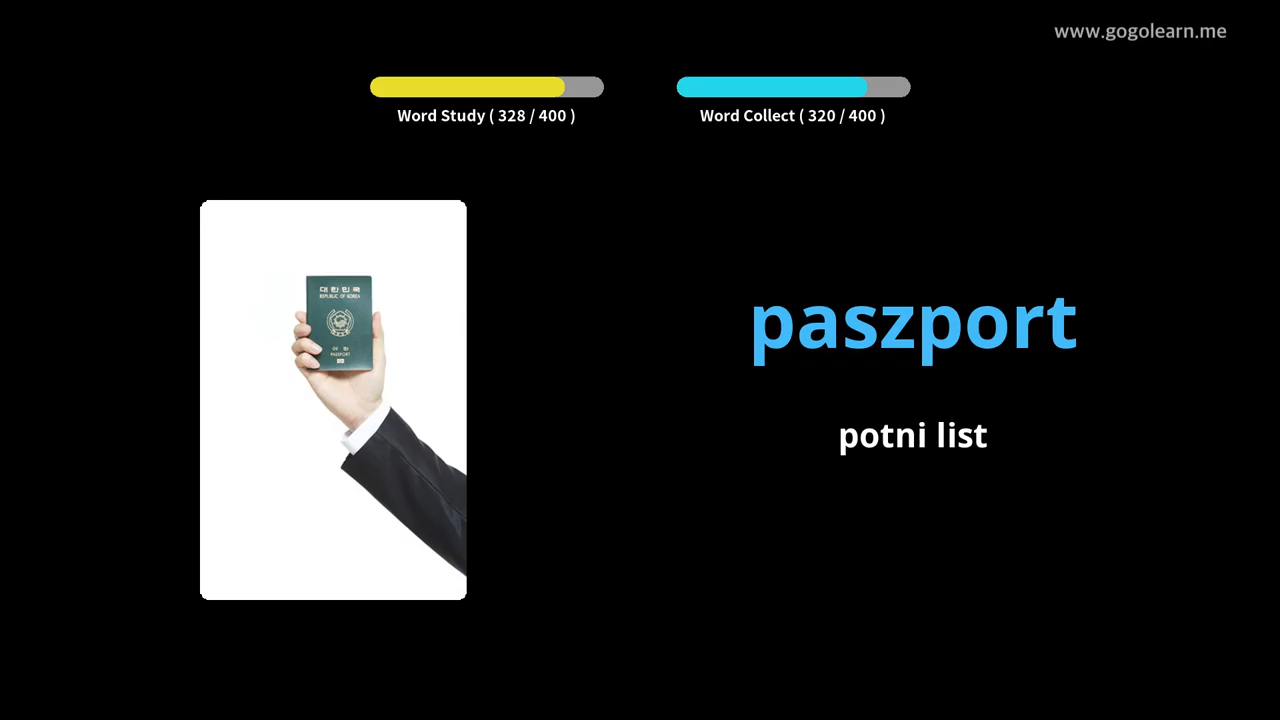 www.gogolearn.me
Word Study ( 328 / 400 )
Word Collect ( 320 / 400 )
대한민국
REPUBLIC OF KOREA
여권
PASSPORT
paszport
potni list